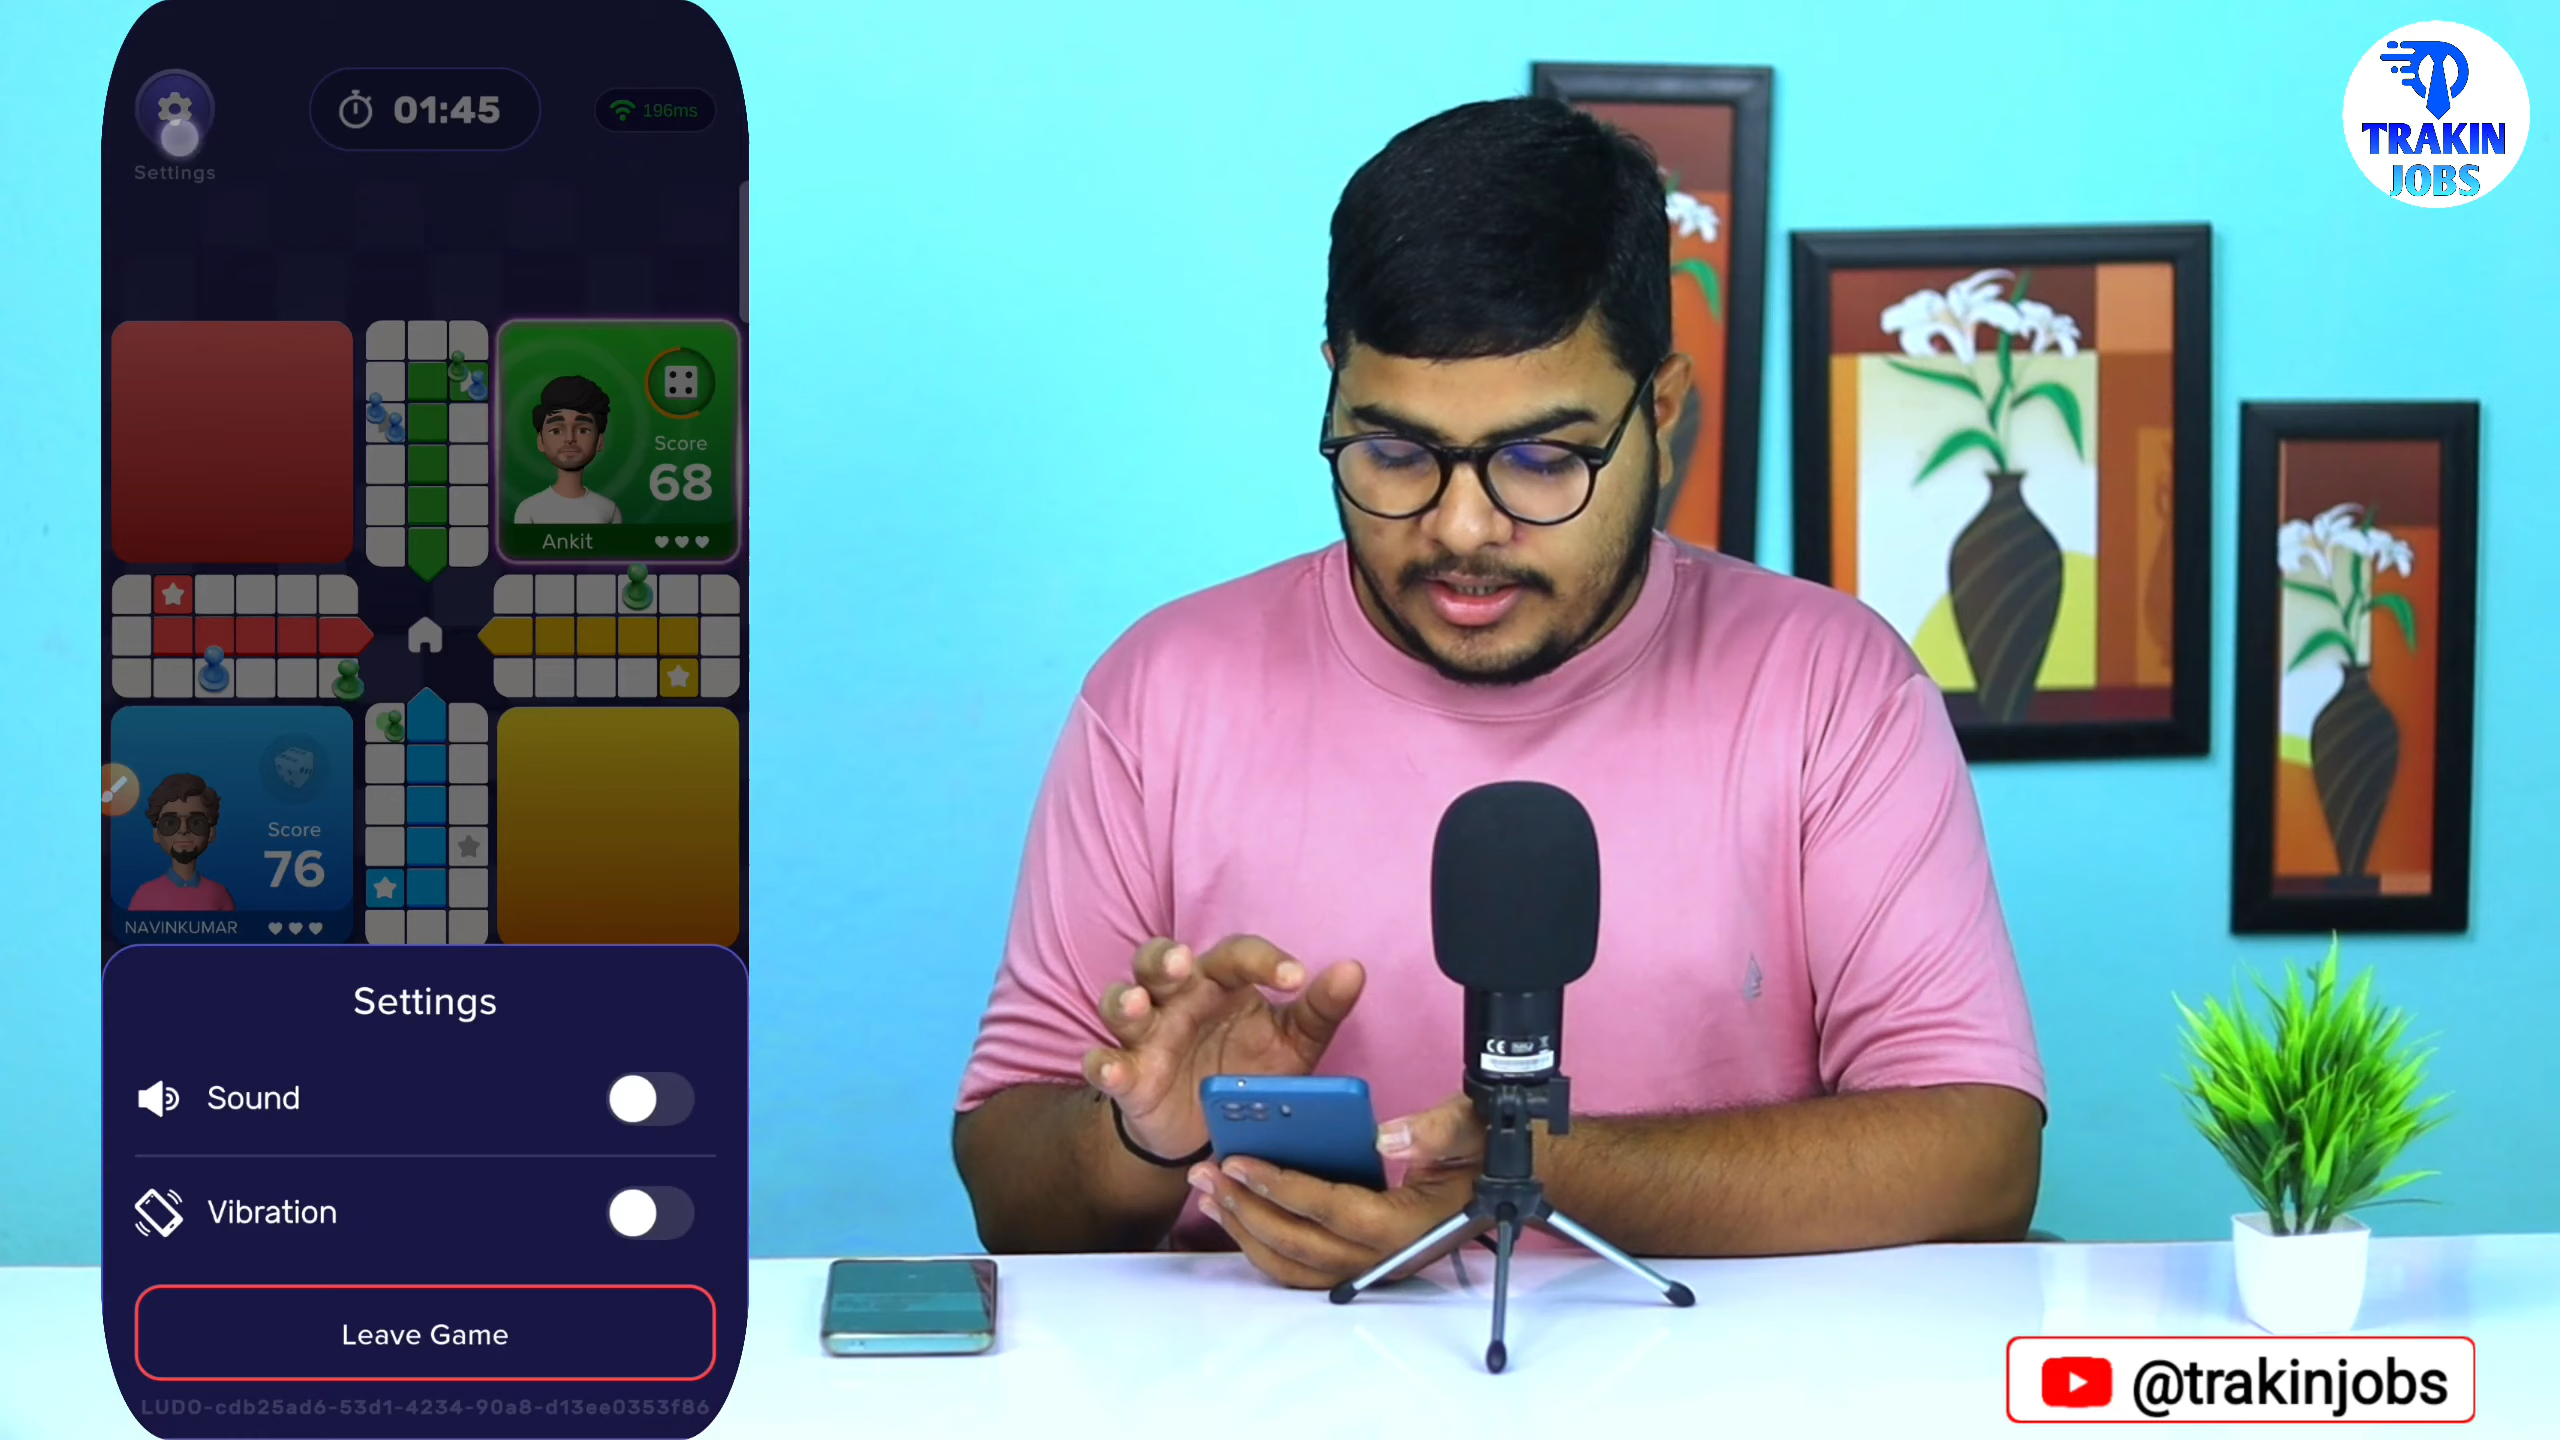 01:45
196ms
Settings
Score
68
Ankit
Score
76
NAVINKUMAR
Settings
Sound
Vibration
Leave Game
LUDO-cdb25ad6-53d1-4234-90a8-d13ee0353f86
TRAKIN
JOBS
CE
@trakinjobs